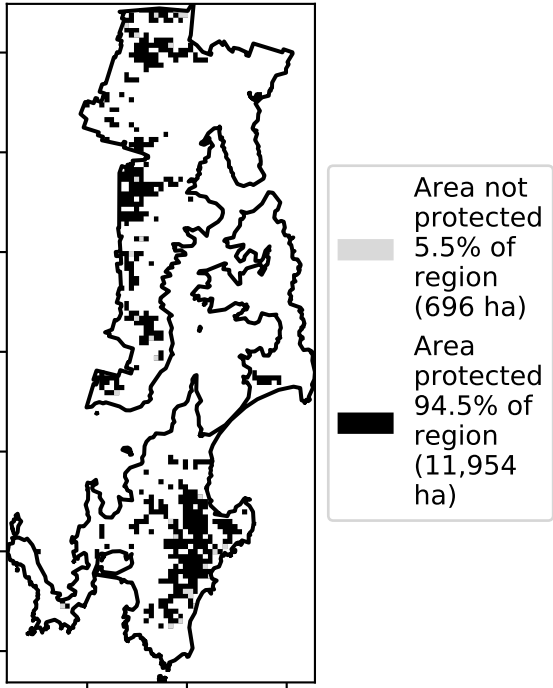 Area not
protected
5.5% of
region
(696 ha)
Area
protected
94.5% of
region
(11,954
ha)